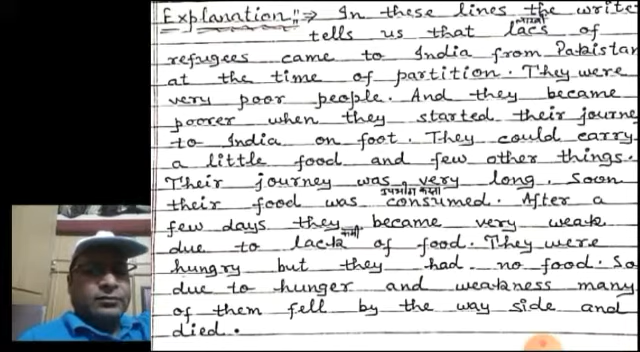 Explanation:⇒ In these lines the write
लाखों
tells us that lacs of
refugees came to India from Pakistan
at the time of partition. They were
very poor people. And they became
poorer when they started their journe
to India on foot. They could carry
a little food and few other things.
Their journey was very long. Soon
उपभोग करना
their food was consumed. After a
few days they became very weak
कमी
due to lack of food. They were
hungry but they had no food. So
due to hunger and weakness many
of them fell by the way side and
died.